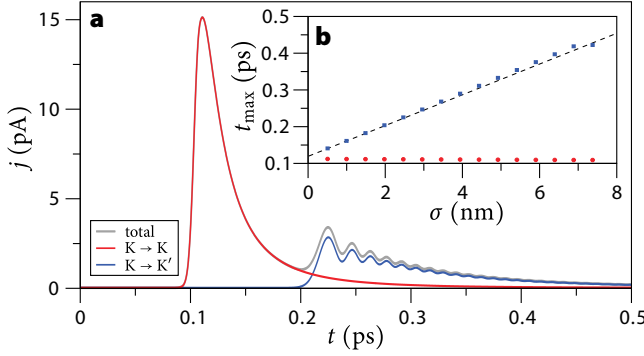 a
j (pA)
15
10
5
0
total
K → K
K → K′
0
0.1
0.2
0.3
0.4
0.5
t (ps)
b
t_max (ps)
0.5
0.4
0.3
0.2
0.1
0
2
4
6
8
σ (nm)